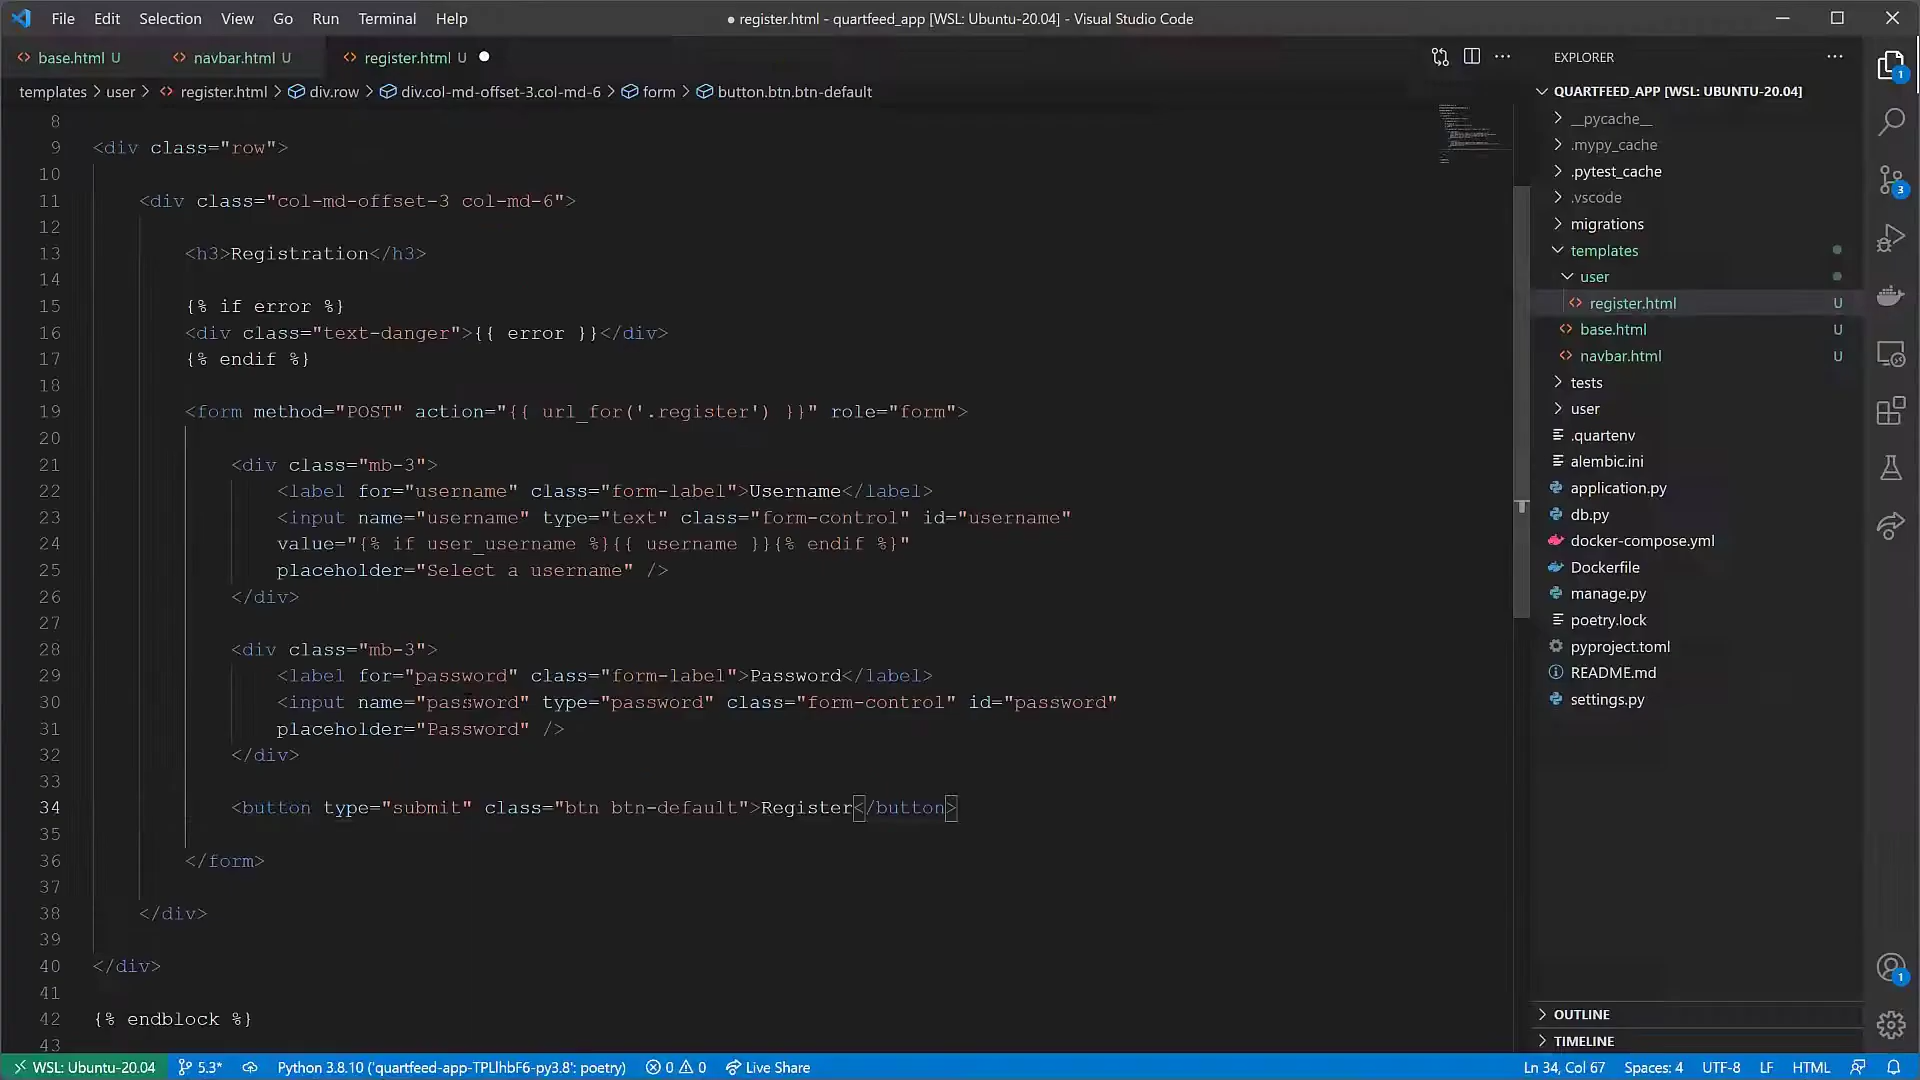 File Edit Selection View Go Run Terminal Help
● register.html - quartfeed_app [WSL: Ubuntu-20.04] - Visual Studio Code
base.html U navbar.html U register.html U ●
templates > user > register.html > div.row > div.col-md-offset-3.col-md-6 > form > button.btn.btn-default
8
9 <div class="row">
10
11 <div class="col-md-offset-3 col-md-6">
12
13 <h3>Registration</h3>
14
15 {% if error %}
16 <div class="text-danger">{{ error }}</div>
17 {% endif %}
18
19 <form method="POST" action="{{ url_for('.register') }}" role="form">
20
21 <div class="mb-3">
22 <label for="username" class="form-label">Username</label>
23 <input name="username" type="text" class="form-control" id="username"
24 value="{% if user_username %}{{ username }}{% endif %}"
25 placeholder="Select a username" />
26 </div>
27
28 <div class="mb-3">
29 <label for="password" class="form-label">Password</label>
30 <input name="password" type="password" class="form-control" id="password"
31 placeholder="Password" />
32 </div>
33
34 <button type="submit" class="btn btn-default">Register</button>
35
36 </form>
37
38 </div>
39
40 </div>
41
42 {% endblock %}
43
EXPLORER
QUARTFEED_APP [WSL: UBUNTU-20.04]
__pycache__
.mypy_cache
.pytest_cache
.vscode
migrations
templates
user
register.html U
base.html U
navbar.html U
tests
user
.quartenv
alembic.ini
application.py
db.py
docker-compose.yml
Dockerfile
manage.py
poetry.lock
pyproject.toml
README.md
settings.py
OUTLINE
TIMELINE
1
3
1
WSL: Ubuntu-20.04 5.3* Python 3.8.10 ('quartfeed-app-TPLlhbF6-py3.8': poetry) 0 0 Live Share Ln 34, Col 67 Spaces: 4 UTF-8 LF HTML